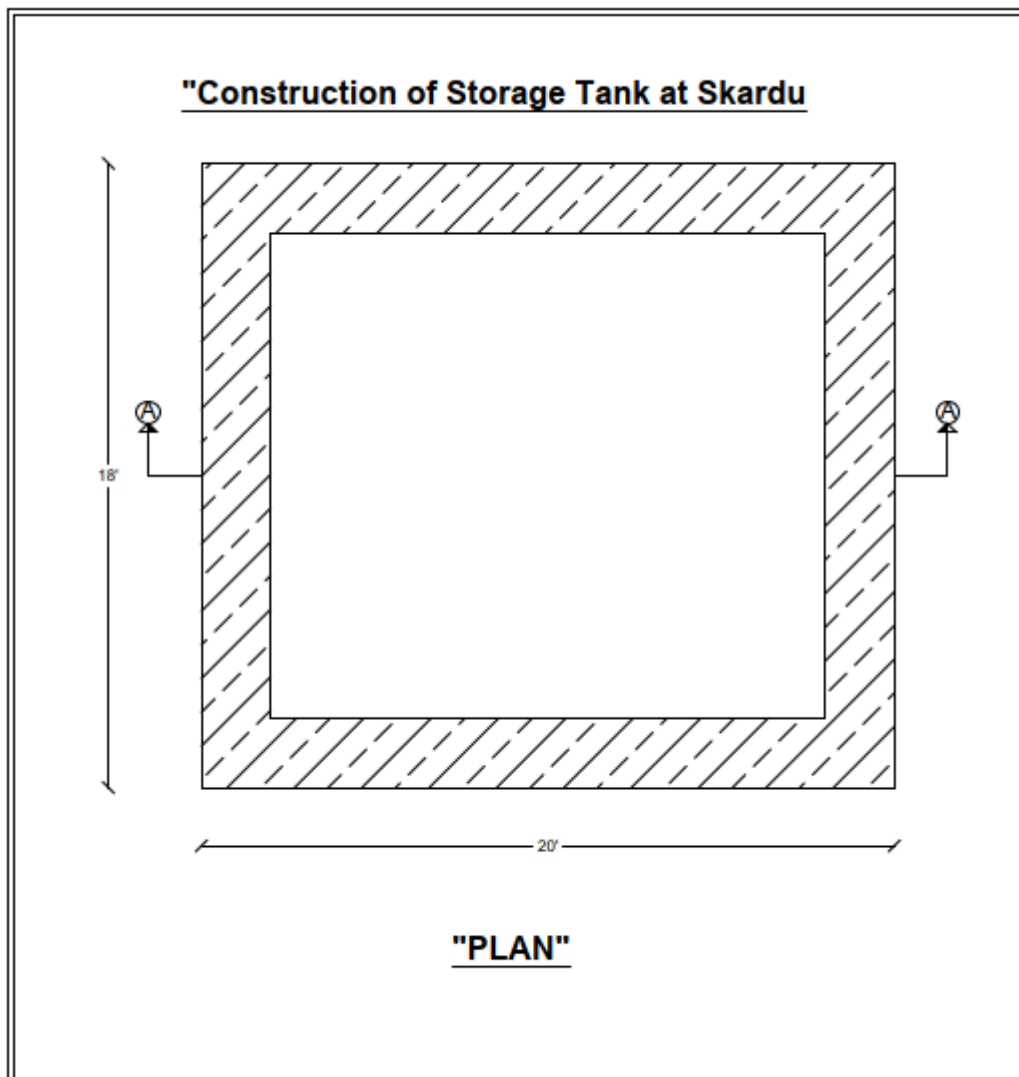 "Construction of Storage Tank at Skardu
A
A
18'
20'
"PLAN"